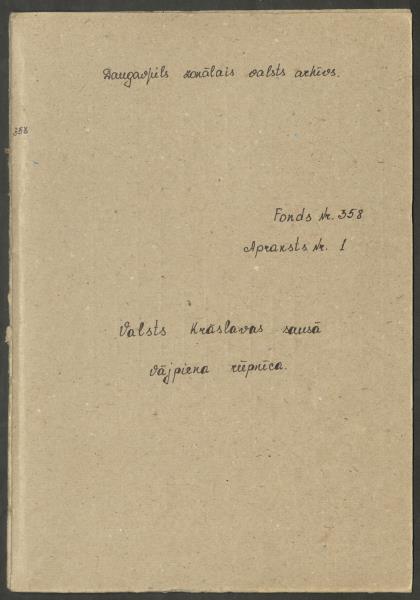 Daugavpils zonālais valsts arhīvs.
358
Fonds Nr. 358
Apraksts Nr. 1
Valsts Krāslavas sausā
vājpiena rūpnīca.